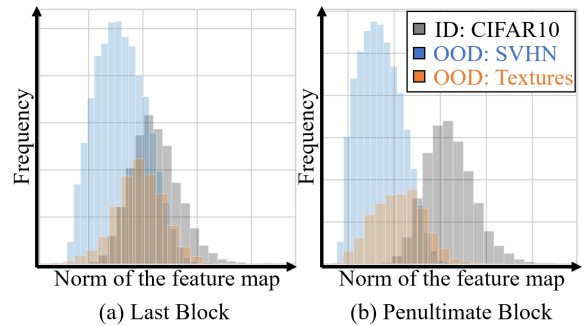 ID: CIFAR10
OOD: SVHN
OOD: Textures
Frequency
Frequency
Norm of the feature map
Norm of the feature map
(a) Last Block
(b) Penultimate Block